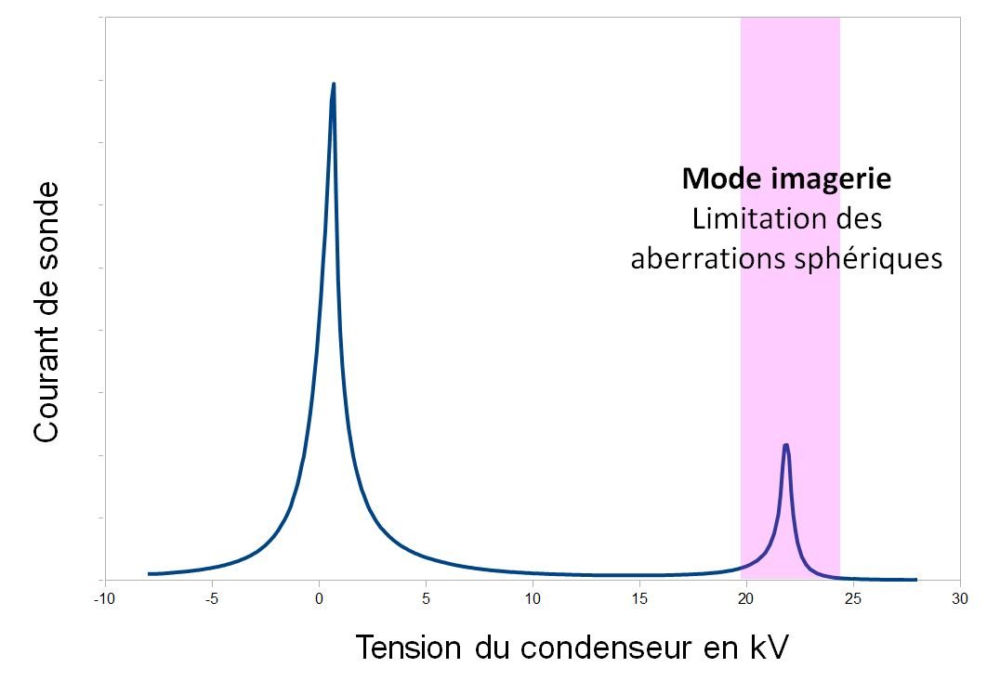 Mode imagerie
Limitation des
aberrations sphériques
Courant de sonde
-10 -5 0 5 10 15 20 25 30
Tension du condenseur en kV